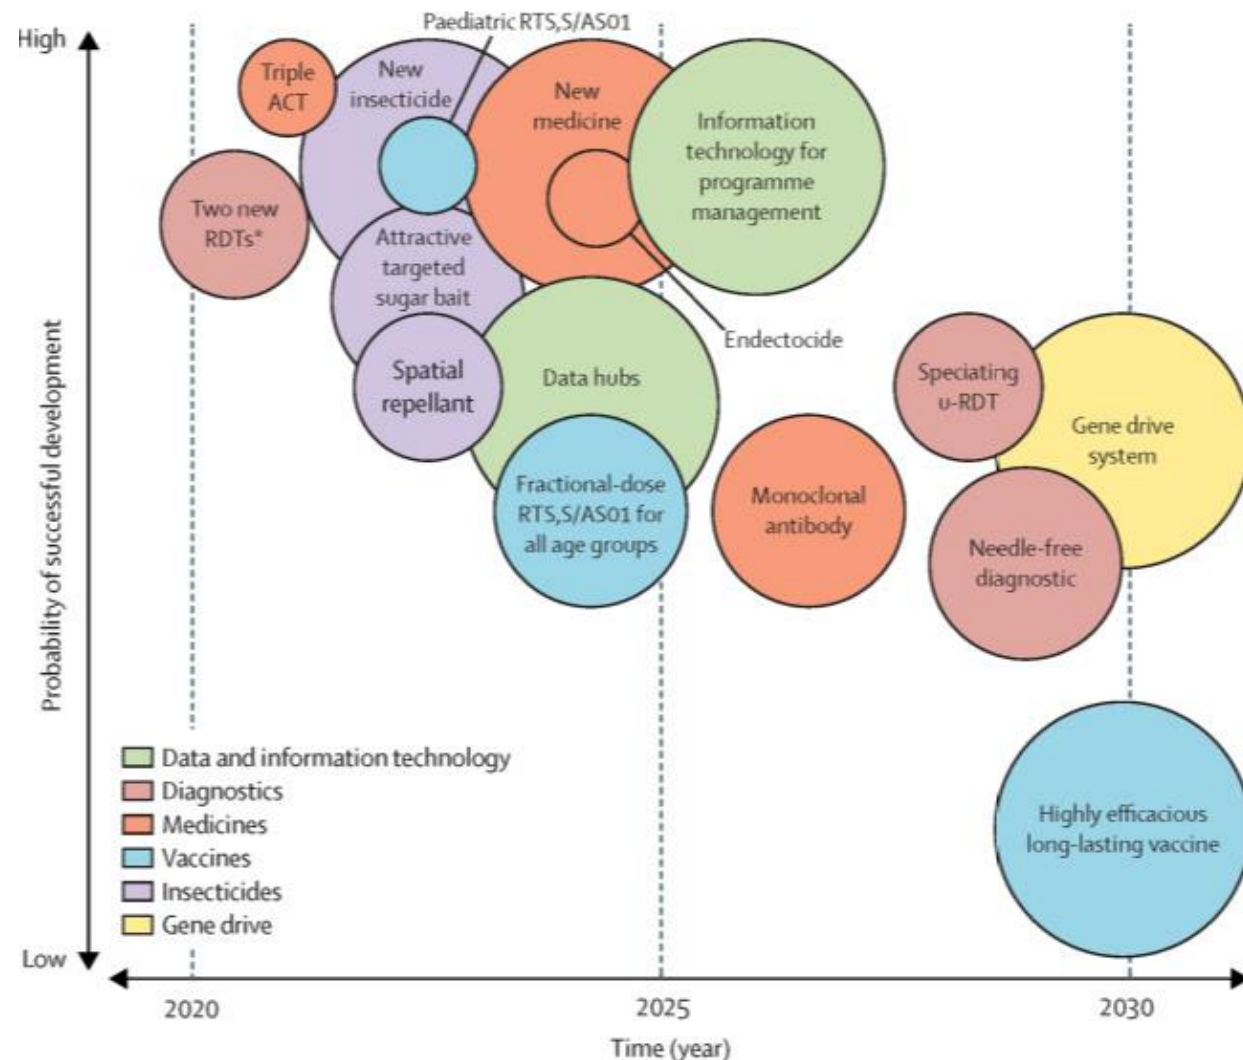 High
Paediatric RTS,S/AS01
Triple
ACT
New
insecticide
New
medicine
Information
technology for
programme
management
Two new
RDTs*
Attractive
targeted
sugar bait
Endectocide
Spatial
repellant
Data hubs
Speciating
υ-RDT
Gene drive
system
Fractional-dose
RTS,S/AS01 for
all age groups
Monoclonal
antibody
Needle-free
diagnostic
Highly efficacious
long-lasting vaccine
Probability of successful development
Data and information technology
Diagnostics
Medicines
Vaccines
Insecticides
Gene drive
Low
2020
2025
2030
Time (year)